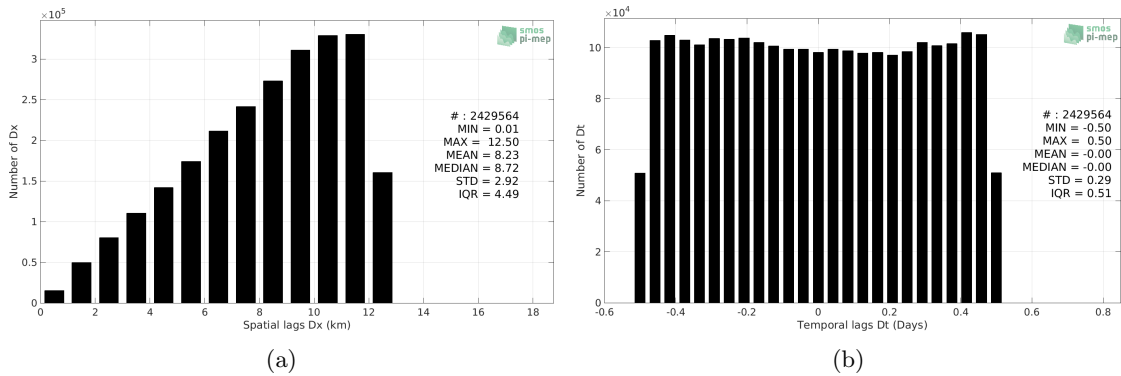 ×10^5
3
2.5
2
1.5
1
0.5
0
Number of Dx
0 2 4 6 8 10 12 14 16 18
Spatial lags Dx (km)
smos
pi-mep
# : 2429564
MIN = 0.01
MAX = 12.50
MEAN = 8.23
MEDIAN = 8.72
STD = 2.92
IQR = 4.49
(a)
×10^4
10
8
6
4
2
0
Number of Dt
-0.6 -0.4 -0.2 0 0.2 0.4 0.6 0.8
Temporal lags Dt (Days)
smos
pi-mep
# : 2429564
MIN = -0.50
MAX = 0.50
MEAN = -0.00
MEDIAN = -0.00
STD = 0.29
IQR = 0.51
(b)